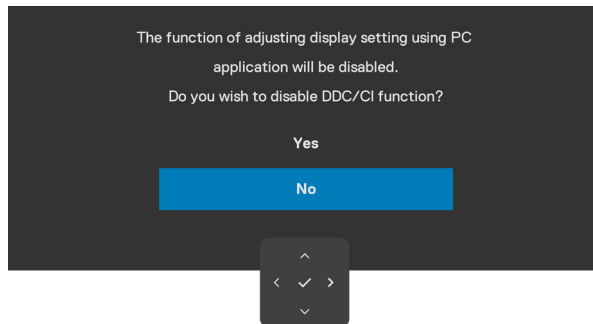 The function of adjusting display setting using PC
application will be disabled.
Do you wish to disable DDC/CI function?
Yes
No